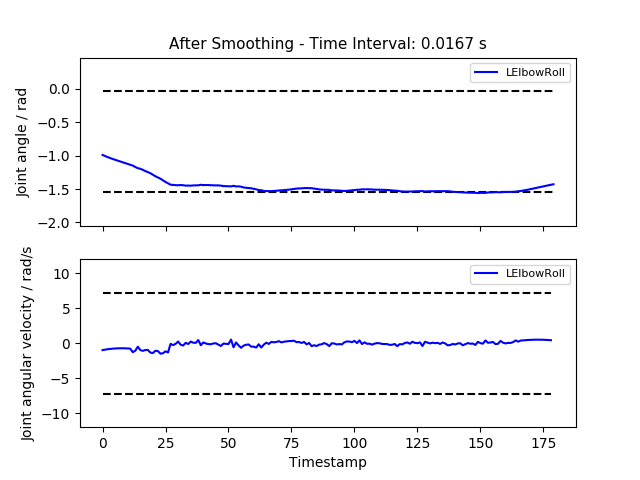 After Smoothing - Time Interval: 0.0167 s
LElbowRoll
Joint angle / rad
0.0
−0.5
−1.0
−1.5
−2.0
LElbowRoll
Joint angular velocity / rad/s
10
5
0
−5
−10
0 25 50 75 100 125 150 175
Timestamp